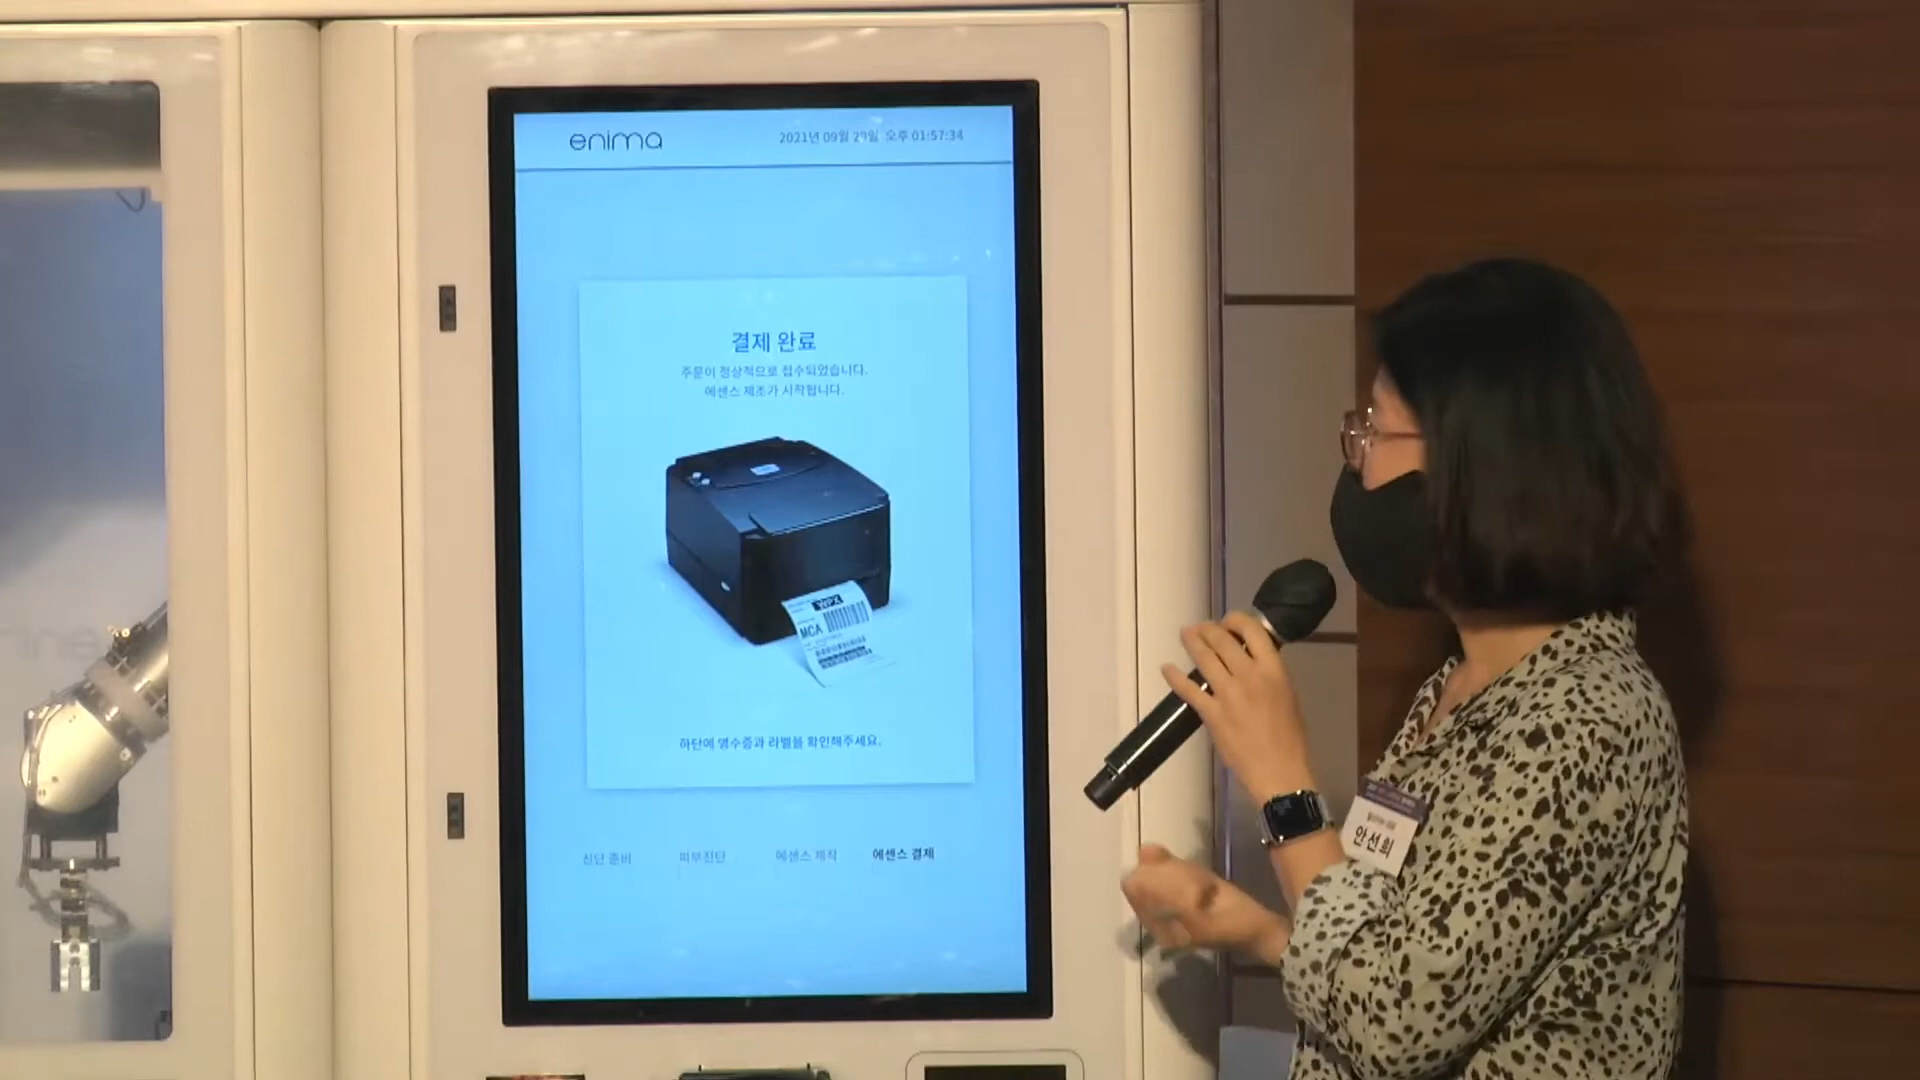 enima
2021년 09월 29일 오후 01:57:34
결제 완료
주문이 정상적으로 접수되었습니다.
에센스 제조가 시작됩니다.
WPX
MCA
하단에 영수증과 라벨을 확인해주세요.
진단 준비
피부진단
에센스 제작
에센스 결제
안선희